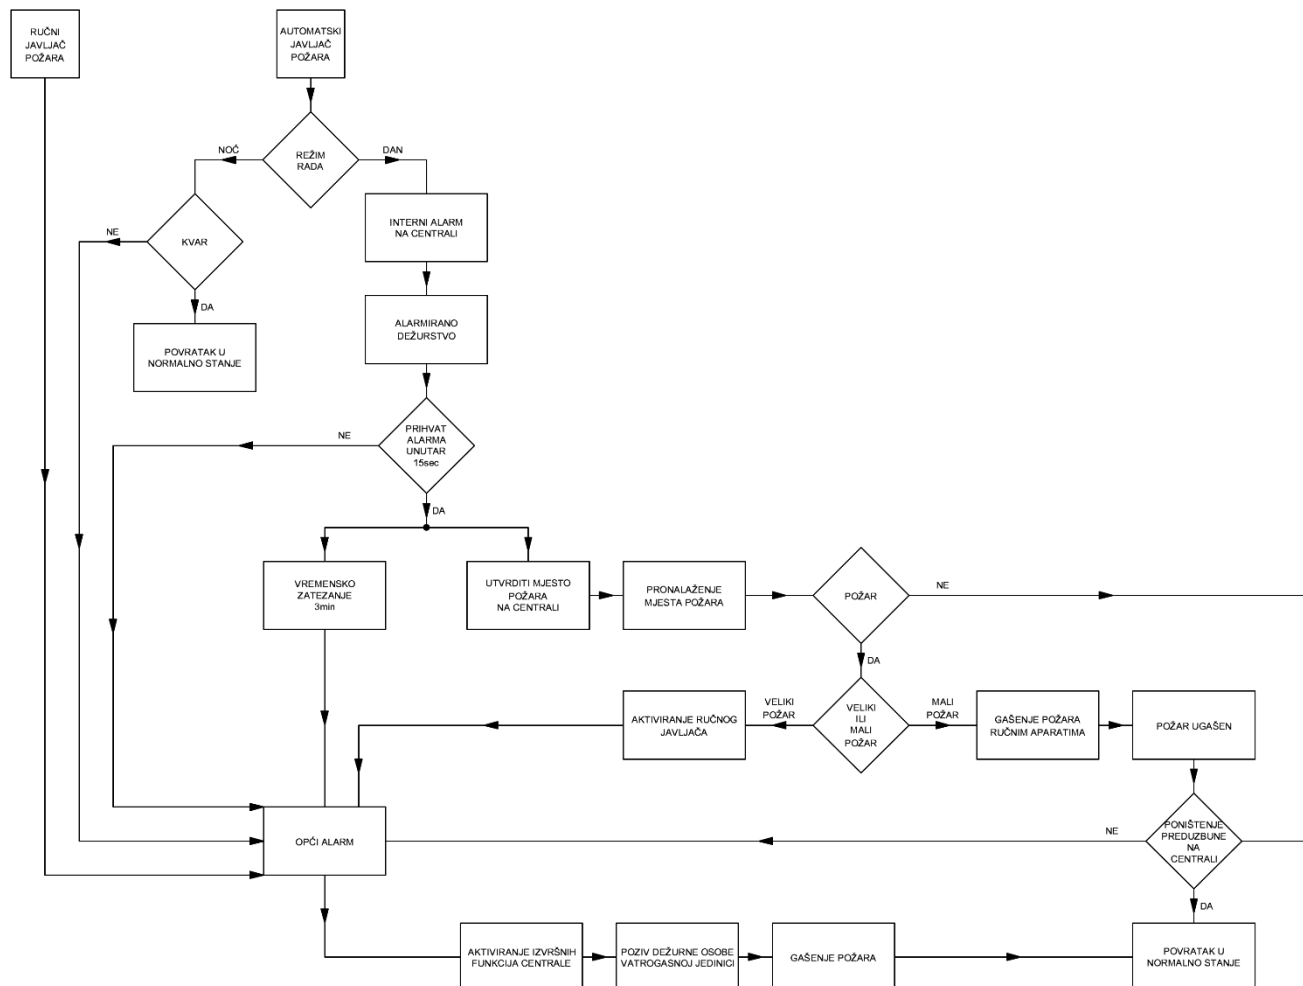 RUČNI
JAVLJAČ
POŽARA
AUTOMATSKI
JAVLJAČ
POŽARA
REŽIM
RADA
NOĆ
DAN
KVAR
NE
DA
INTERNI ALARM
NA CENTRALI
POVRATAK U
NORMALNO STANJE
ALARMIRANO
DEŽURSTVO
PRIHVAT
ALARMA
UNUTAR
15sec
NE
DA
VREMENSKO
ZATEZANJE
3min
UTVRDITI MJESTO
POŽARA
NA CENTRALI
PRONALAŽENJE
MJESTA POŽARA
POŽAR
NE
DA
AKTIVIRANJE RUČNOG
JAVLJAČA
VELIKI
POŽAR
VELIKI
ILI
MALI
POŽAR
MALI
POŽAR
GAŠENJE POŽARA
RUČNIM APARATIMA
POŽAR UGAŠEN
OPĆI ALARM
NE
PONIŠTENJE
PREDUZBUNE
NA
CENTRALI
DA
AKTIVIRANJE IZVRŠNIH
FUNKCIJA CENTRALE
POZIV DEŽURNE OSOBE
VATROGASNOJ JEDINICI
GAŠENJE POŽARA
POVRATAK U
NORMALNO STANJE